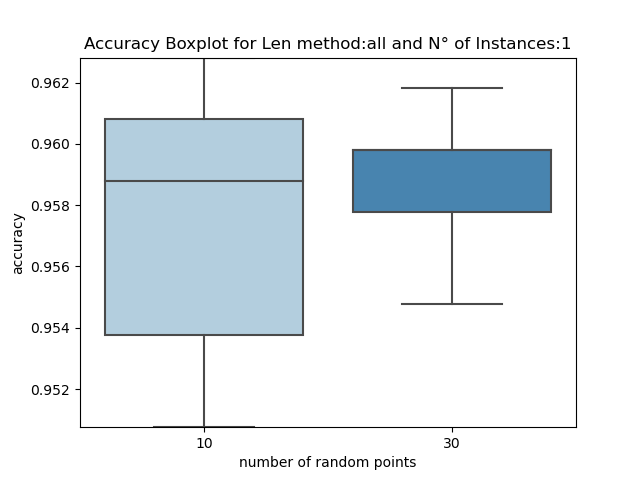 Accuracy Boxplot for Len method:all and N° of Instances:1
0.962
0.960
0.958
0.956
0.954
0.952
accuracy
10
30
number of random points